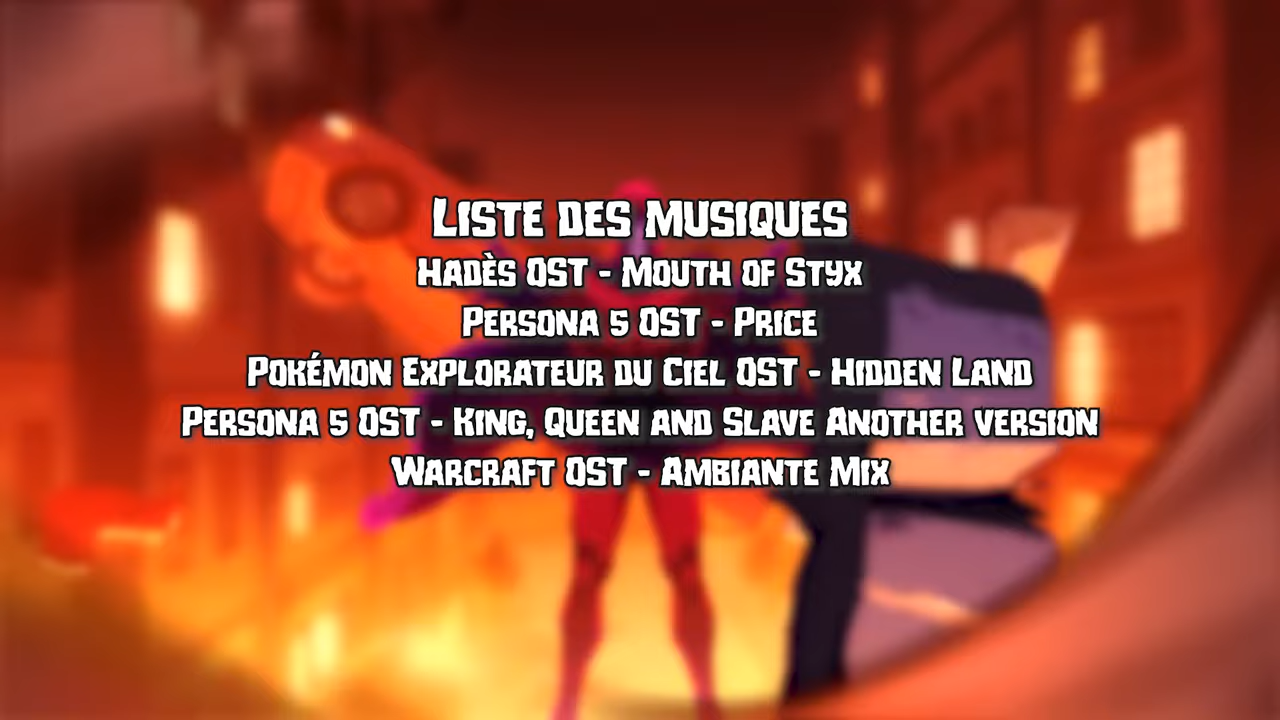 Liste des Musiques
Hadès OST - Mouth of Styx
Persona 5 OST - Price
Pokémon Explorateur du Ciel OST - Hidden Land
Persona 5 OST - King, Queen and Slave Another version
Warcraft OST - Ambiante Mix